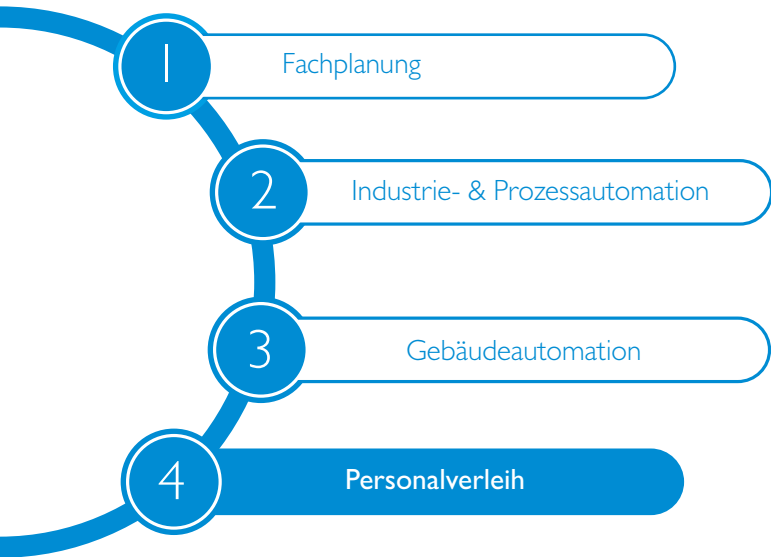 1 Fachplanung
2 Industrie- & Prozessautomation
3 Gebäudeautomation
4 Personalverleih